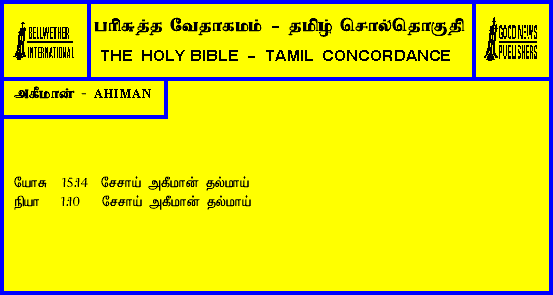 BELLWETHER
INTERNATIONAL
பரிசுத்த வேதாகமம் - தமிழ் சொல்தொகுதி
THE HOLY BIBLE - TAMIL CONCORDANCE
GOOD NEWS
PUBLISHERS
அகீமான் - AHIMAN
யோசு 15:14 சேசாய் அகீமான் தல்மாய்
நியா 1:10 சேசாய் அகீமான் தல்மாய்